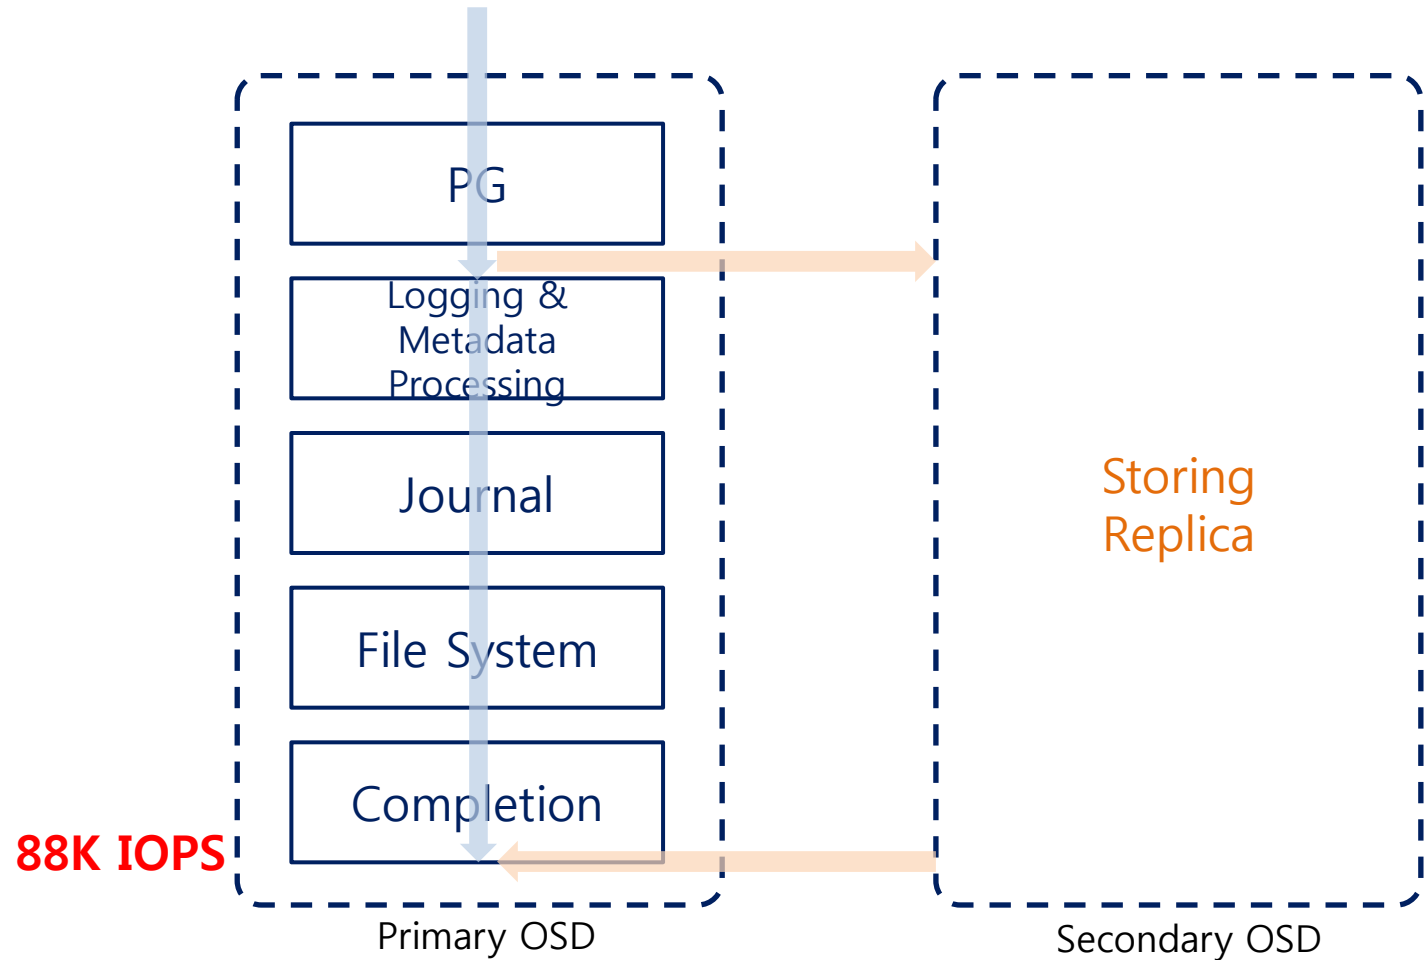 PG
Logging &
Metadata
Processing
Journal
File System
Completion
88K IOPS
Primary OSD
Storing
Replica
Secondary OSD